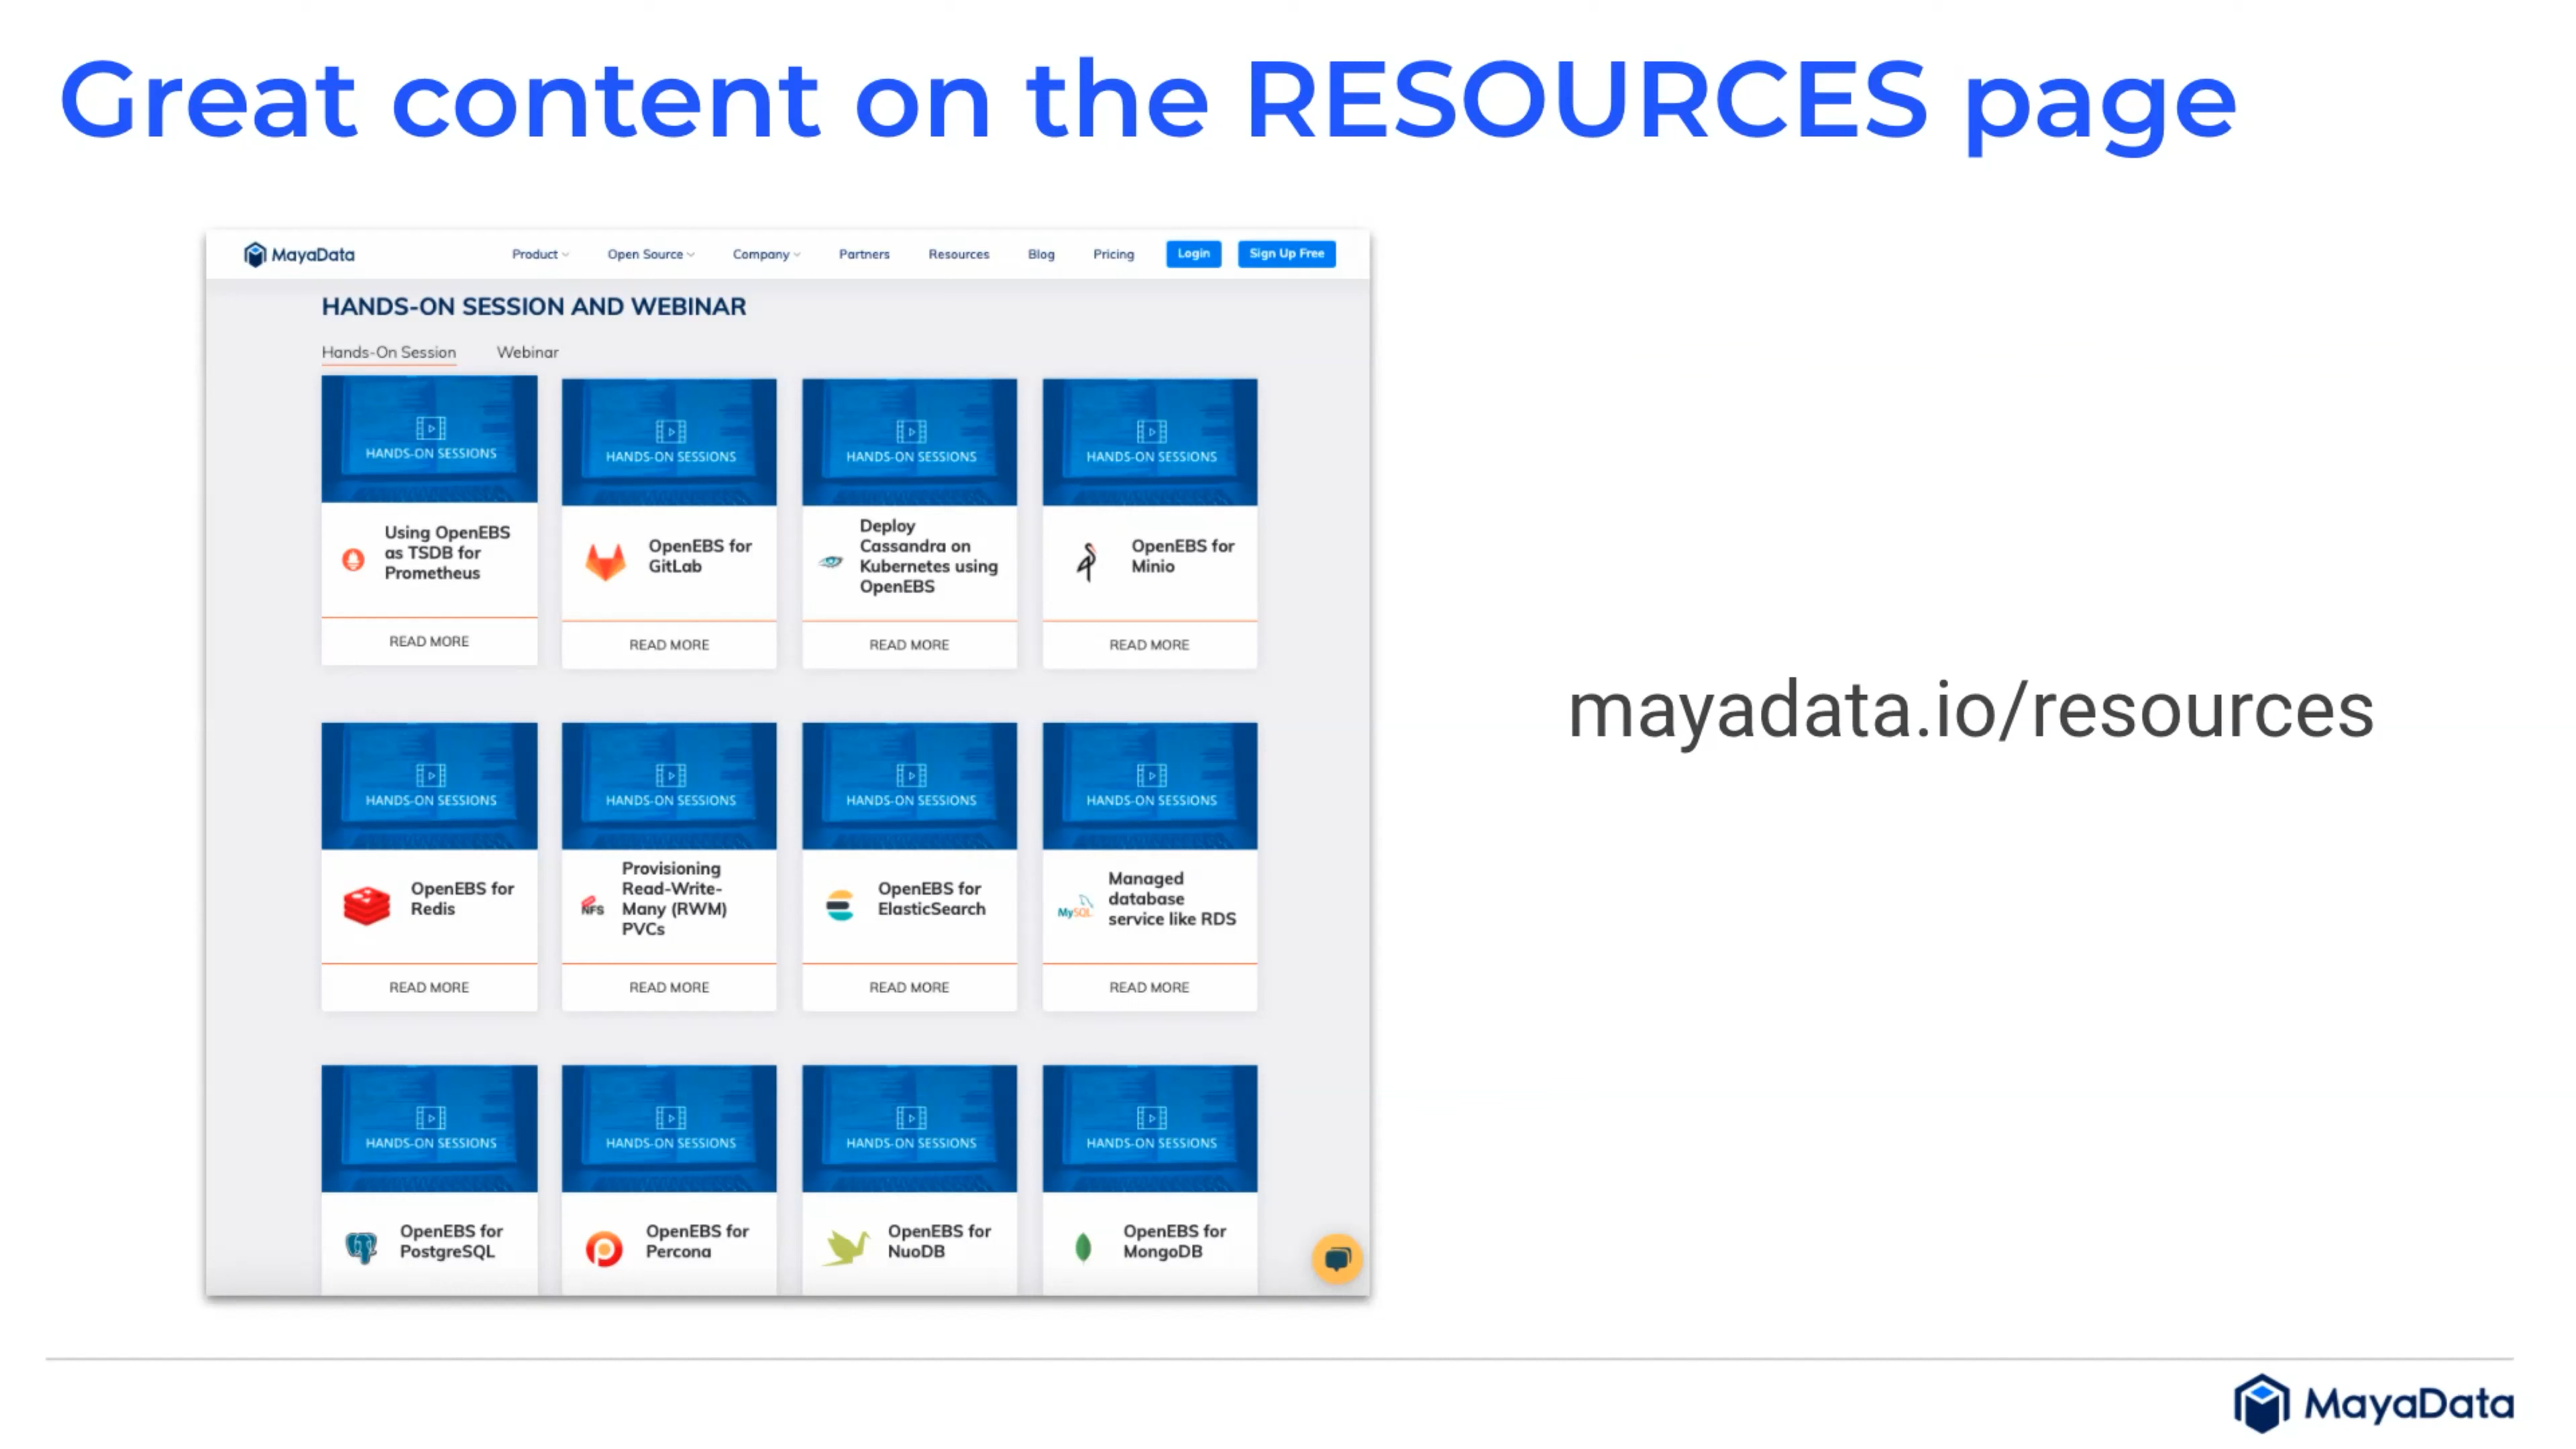 Great content on the RESOURCES page
MayaData
Product
Open Source
Company
Partners
Resources
Blog
Pricing
Login
Sign Up Free
HANDS-ON SESSION AND WEBINAR
Hands-On Session
Webinar
HANDS-ON SESSIONS
HANDS-ON SESSIONS
HANDS-ON SESSIONS
HANDS-ON SESSIONS
Using OpenEBS
as TSDB for
Prometheus
OpenEBS for
GitLab
Deploy
Cassandra on
Kubernetes using
OpenEBS
OpenEBS for
Minio
READ MORE
READ MORE
READ MORE
READ MORE
mayadata.io/resources
HANDS-ON SESSIONS
HANDS-ON SESSIONS
HANDS-ON SESSIONS
HANDS-ON SESSIONS
OpenEBS for
Redis
NFS
Provisioning
Read-Write-
Many (RWM)
PVCs
OpenEBS for
ElasticSearch
MySQL
Managed
database
service like RDS
READ MORE
READ MORE
READ MORE
READ MORE
HANDS-ON SESSIONS
HANDS-ON SESSIONS
HANDS-ON SESSIONS
HANDS-ON SESSIONS
OpenEBS for
PostgreSQL
OpenEBS for
Percona
OpenEBS for
NuoDB
OpenEBS for
MongoDB
MayaData